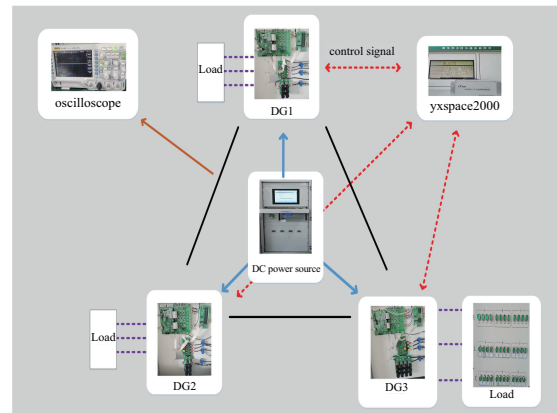 control signal
Load
oscilloscope
DG1
yxspace2000
DC power source
Load
DG2
DG3
Load